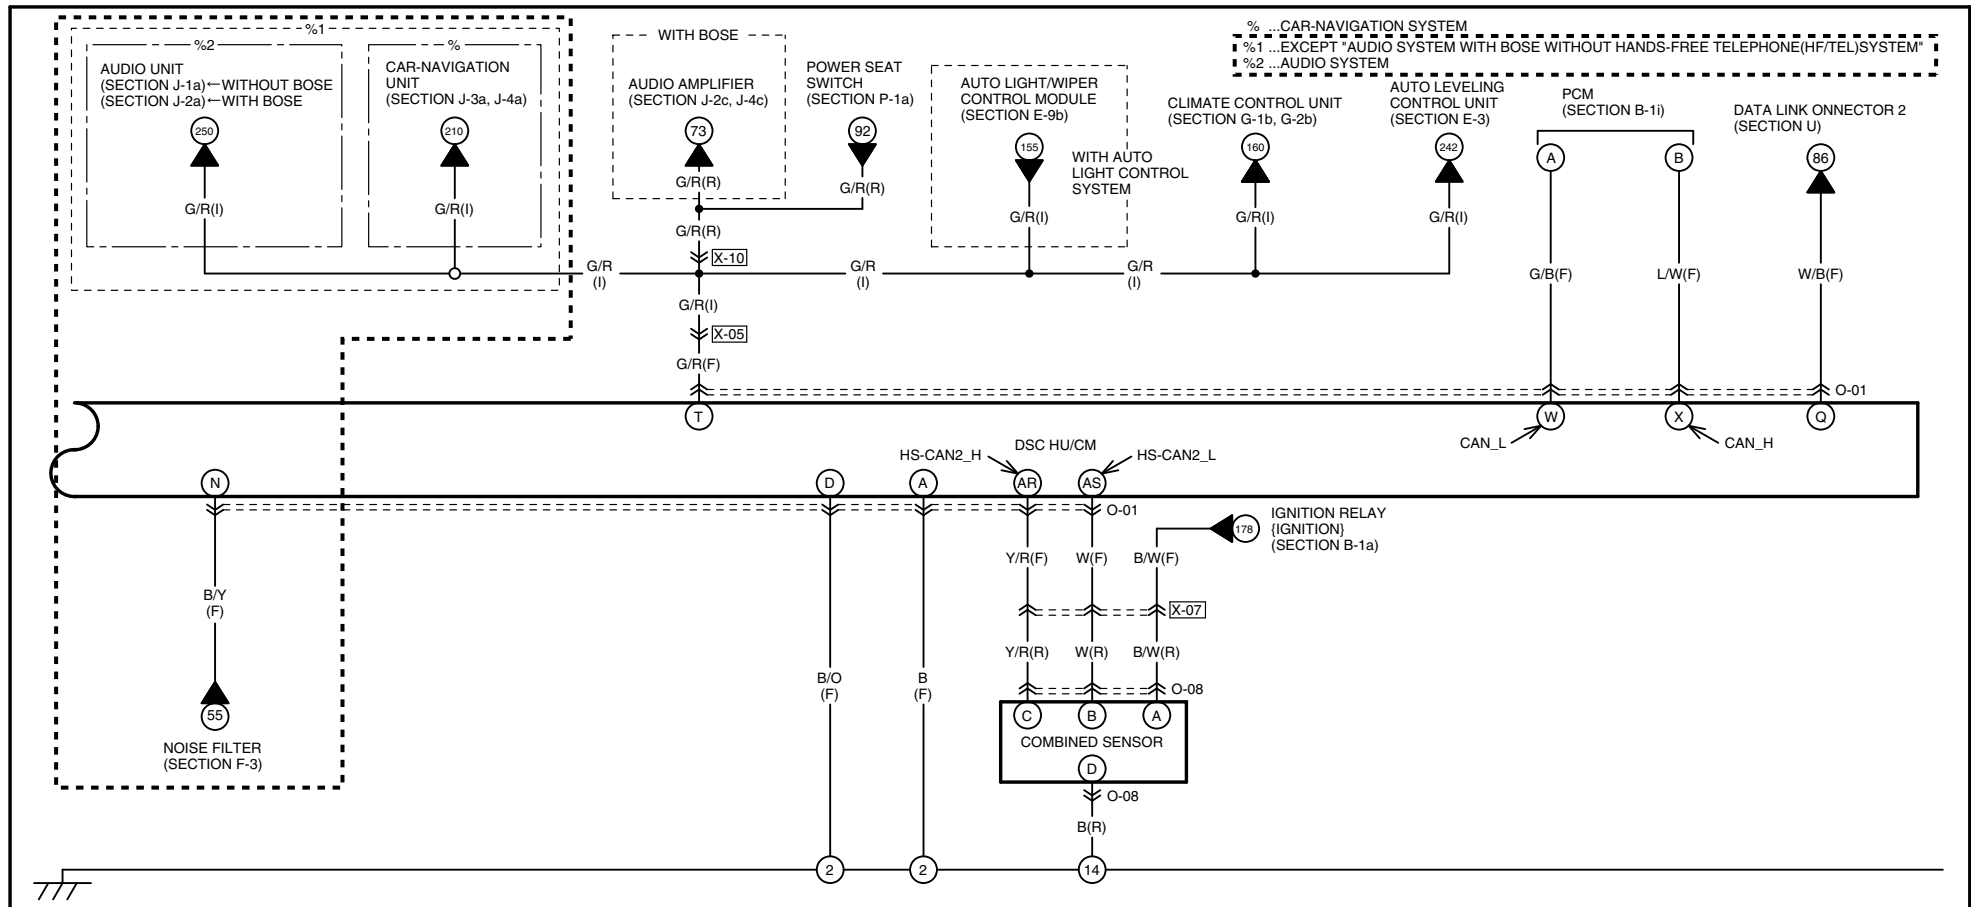 %1
%2
%
AUDIO UNIT
(SECTION J-1a)←WITHOUT BOSE
(SECTION J-2a)←WITH BOSE
250
G/R(I)
CAR-NAVIGATION
UNIT
(SECTION J-3a, J-4a)
210
G/R(I)
WITH BOSE
AUDIO AMPLIFIER
(SECTION J-2c, J-4c)
73
G/R(R)
G/R(R)
X-10
POWER SEAT
SWITCH
(SECTION P-1a)
92
G/R(R)
AUTO LIGHT/WIPER
CONTROL MODULE
(SECTION E-9b)
155
WITH AUTO
LIGHT CONTROL
SYSTEM
G/R(I)
CLIMATE CONTROL UNIT
(SECTION G-1b, G-2b)
160
G/R(I)
AUTO LEVELING
CONTROL UNIT
(SECTION E-3)
242
G/R(I)
% ...CAR-NAVIGATION SYSTEM
%1 ...EXCEPT "AUDIO SYSTEM WITH BOSE WITHOUT HANDS-FREE TELEPHONE(HF/TEL)SYSTEM"
%2 ...AUDIO SYSTEM
PCM
(SECTION B-1i)
A
B
G/B(F)
L/W(F)
DATA LINK ONNECTOR 2
(SECTION U)
86
W/B(F)
G/R
(I)
G/R
(I)
G/R
(I)
G/R(I)
X-05
G/R(F)
O-01
T
W
X
Q
CAN_L
CAN_H
DSC HU/CM
HS-CAN2_H
HS-CAN2_L
N
D
A
AR
AS
O-01
IGNITION RELAY
{IGNITION}
(SECTION B-1a)
178
Y/R(F)
W(F)
B/W(F)
X-07
B/Y
(F)
Y/R(R)
W(R)
B/W(R)
B/O
(F)
B
(F)
O-08
C
B
A
COMBINED SENSOR
D
O-08
B(R)
55
NOISE FILTER
(SECTION F-3)
2
2
14